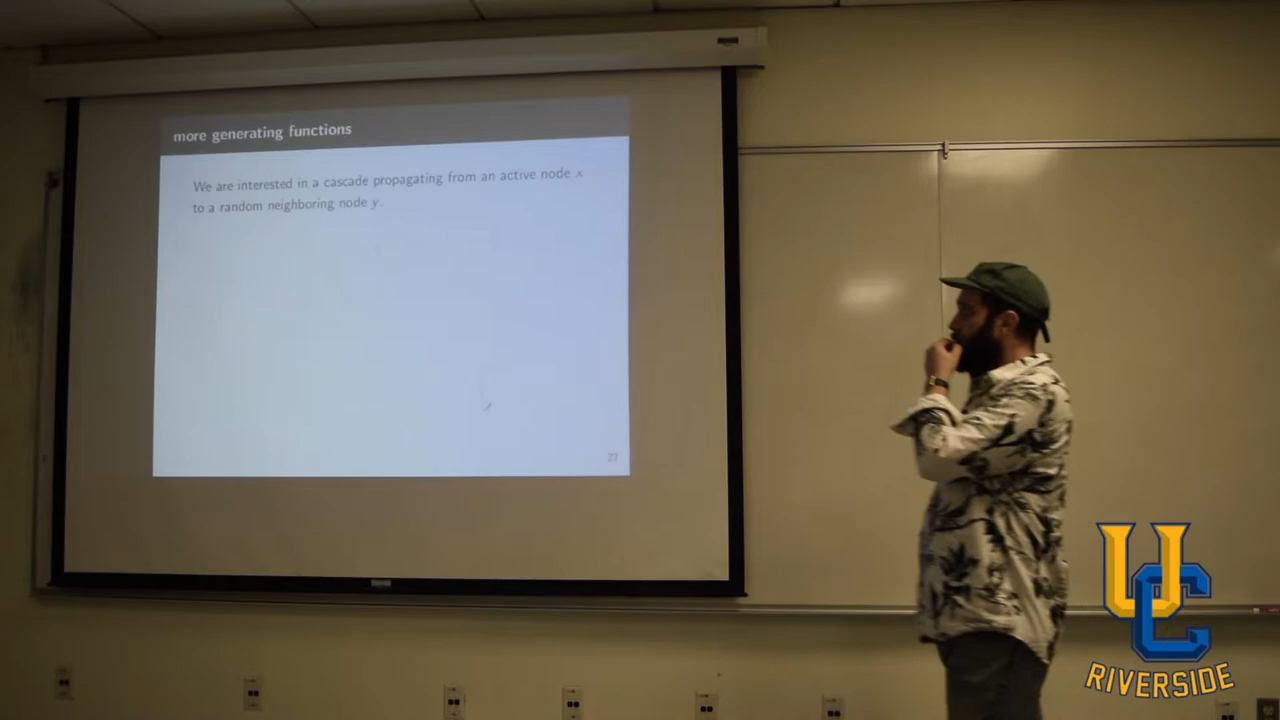 more generating functions
We are interested in a cascade propagating from an active node x
to a random neighboring node y.
27
UC
RIVERSIDE